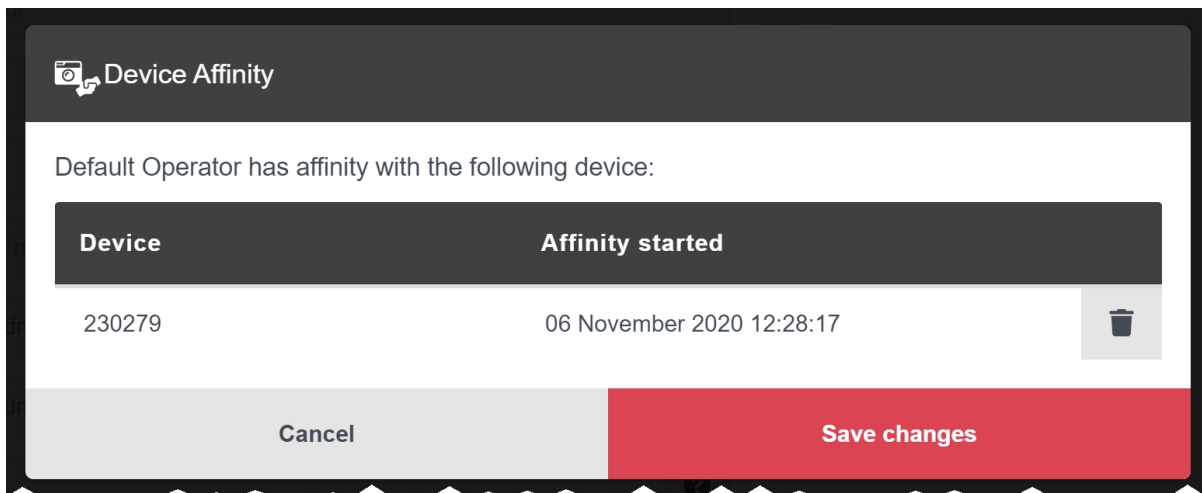 Device Affinity
Default Operator has affinity with the following device:
Device Affinity started
230279 06 November 2020 12:28:17
Cancel Save changes